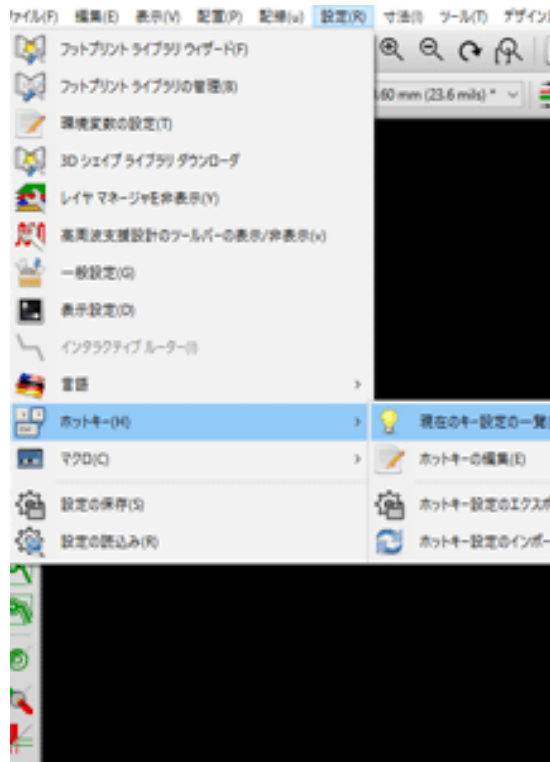 ファイル(F) 編集(E) 表示(V) 配置(P) 配線(u) 設定(R) 寸法(I) ツール(T) デザイン
フットプリント ライブラリ ウィザード(F)
.60 mm (23.6 mils) *
フットプリント ライブラリの管理(B)
環境変数の設定(T)
3D シェイプ ライブラリ ダウンローダ
レイヤ マネージャを非表示(Y)
高周波支援設計のツールバーの表示/非表示(v)
一般設定(G)
表示設定(D)
インタラクティブ ルーター(I)
言語
ホットキー(H)
現在のキー設定の一覧(
マクロ(C)
ホットキーの編集(E)
設定の保存(S)
ホットキー設定のエクスポ
設定の読込み(R)
ホットキー設定のインポー